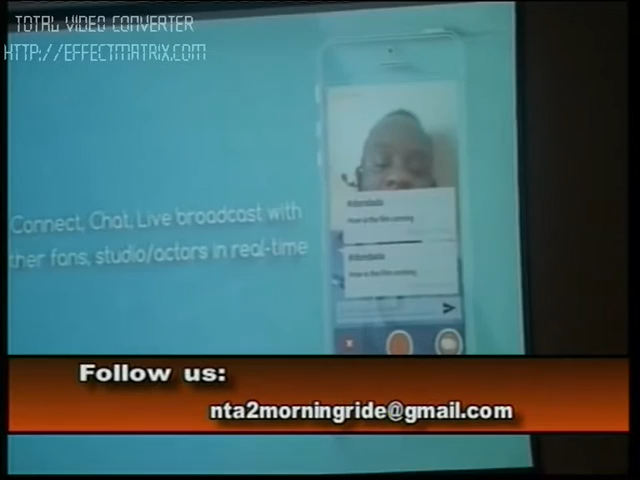 TOTAL VIDEO CONVERTER
HTTP://EFFECTMATRIX.COM
Connect, Chat, Live broadcast with
ther fans, studio/actors in real-time
Follow us:
nta2morningride@gmail.com